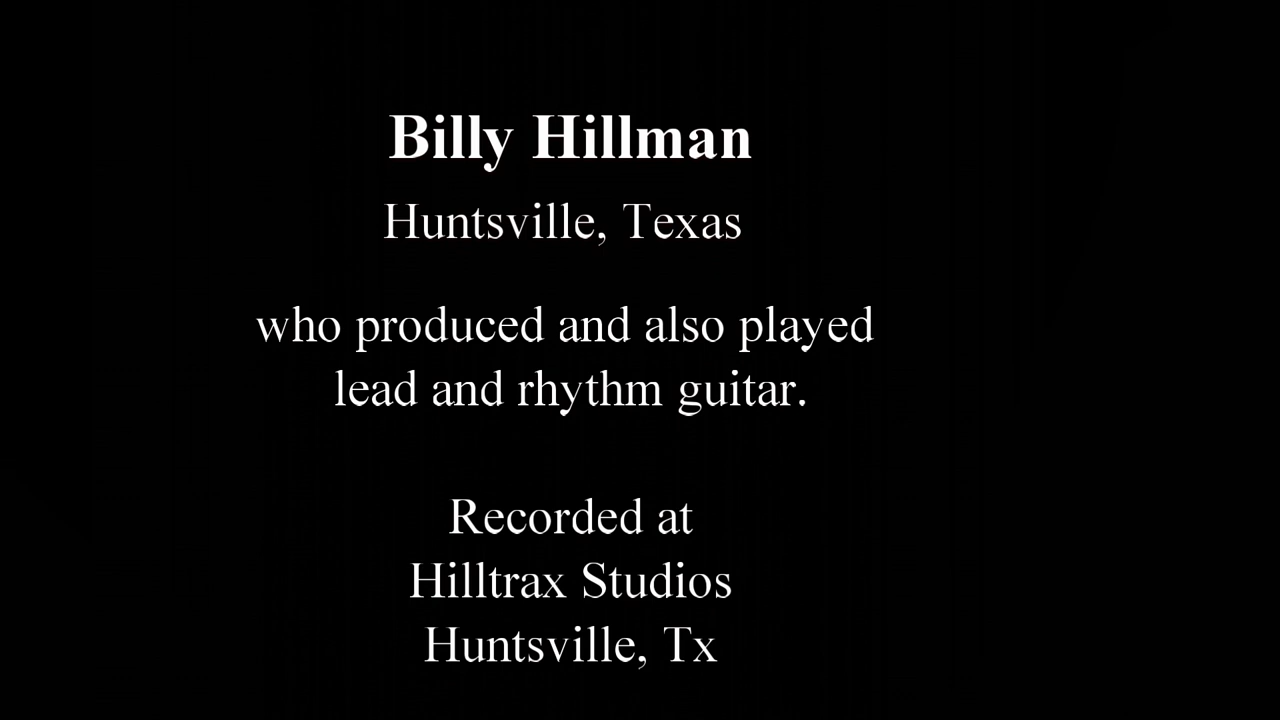 Billy Hillman
Huntsville, Texas
who produced and also played
lead and rhythm guitar.
Recorded at
Hilltrax Studios
Huntsville, Tx